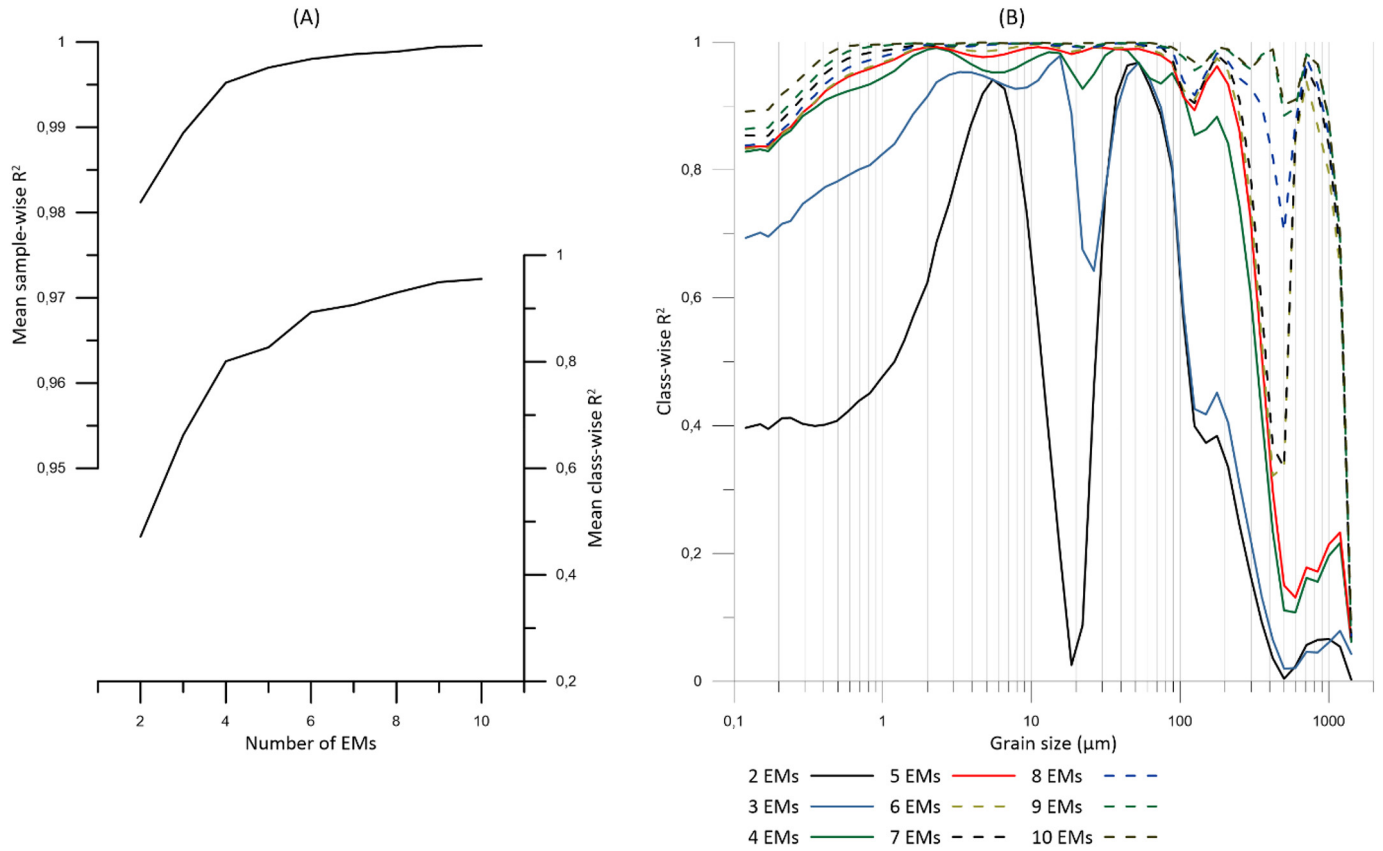 (A)
1
0,99
0,98
0,97
0,96
0,95
Mean sample-wise R²
1
0,8
0,6
0,4
0,2
Mean class-wise R²
2 4 6 8 10
Number of EMs
(B)
1
0,8
0,6
0,4
0,2
0
Class-wise R²
0,1 1 10 100 1000
Grain size (μm)
2 EMs 5 EMs 8 EMs
3 EMs 6 EMs 9 EMs
4 EMs 7 EMs 10 EMs